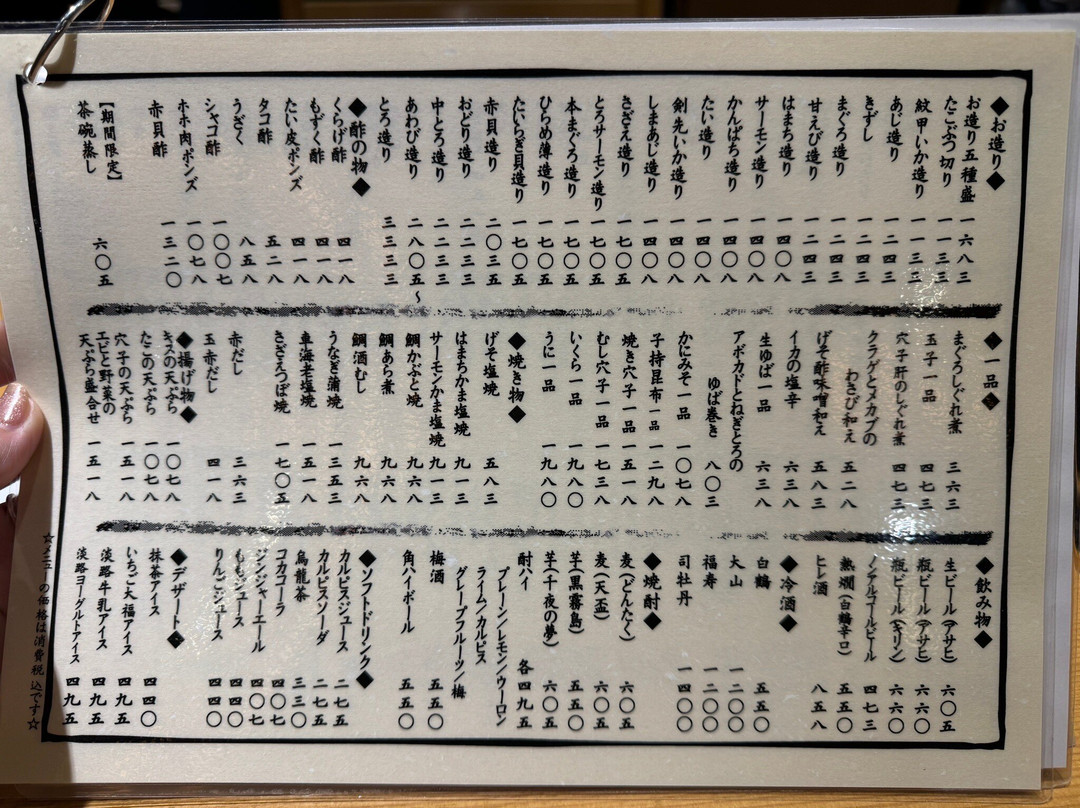 ◆お造り◆
お造り五種盛 一六八三
たこぶつ切り 一一三三
紋甲いか造り 一一三三
あじ造り 一二四三
きずし 一二四三
まぐろ造り 一二四三
甘えび造り 一二四三
はまち造り 一四〇八
サーモン造り 一四〇八
かんぱち造り 一四〇八
たい造り 一四〇八
剣先いか造り 一四〇八
しまあじ造り 一四〇八
さざえ造り 一七〇五
とろサーモン造り 一七〇五
本まぐろ造り 一七〇五
ひらめ薄造り 一七〇五
たいらぎ貝造り 一七〇五
赤貝造り 二〇三五
おどり造り 二二三三
中とろ造り 二二三三
あわび造り 二八〇五〜
とろ造り 三三三三
◆酢の物◆
くらげ酢 四一八
もずく酢 四一八
たい皮ポンズ 四一八
タコ酢 五二八
うざく 八五八
シャコ酢
ホホ肉ポンズ 一〇七八
赤貝酢 一三二〇
【期間限定】
茶碗蒸し 六〇五
◆一品◆
まぐろしぐれ煮 三六三
玉子一品 四七三
穴子肝のしぐれ煮 四七三
クラゲとメカブの
わさび和え 五二八
げそ酢味噌和え 五八三
イカの塩辛 六三八
生ゆば一品 六三八
アボカドとねぎとろの
ゆば巻き 八〇三
かにみそ一品 一〇七八
子持昆布一品 一二九八
焼き穴子一品 一五一八
むし穴子一品 一七三八
いくら一品 一九八〇
うに一品 一九八〇
◆焼き物◆
げそ塩焼 五八三
はまちかま塩焼 九一三
サーモンかま塩焼 九一三
鯛かぶと焼 九六八
鯛あら煮 九六八
鯛酒むし 九六八
うなぎ蒲焼 三五五三
車海老塩焼 一五一八
さざえつぼ焼 一七〇五
赤だし 三六三
玉赤だし 四一八
◆揚げ物◆
キスの天ぷら 一〇七八
たこの天ぷら 一〇七八
穴子の天ぷら 一五一八
エビと野菜の
天ぷら盛合せ 一五一八
◆飲み物◆
生ビール(アサヒ) 六〇五
瓶ビール(アサヒ) 六六〇
瓶ビール(キリン) 六六〇
ノンアルコールビール 四七三
熱燗(白鶴辛口) 五五〇
ヒレ酒 八五八
◆冷酒◆
白鶴 五五〇
大山 一一〇〇
福寿 一二〇〇
司牡丹 一四〇〇
◆焼酎◆
麦(どんたく) 六〇五
麦(天盃) 六〇五
芋(黒霧島) 五五〇
芋(千夜の夢) 六〇五
酎ハイ 各四九五
プレーン/レモン/ウーロン
ライム/カルピス
グレープフルーツ/梅
梅酒 五五〇
角ハイボール 五五〇
◆ソフトドリンク◆
カルピスジュース 二七五
カルピスソーダ 二七五
烏龍茶 三三〇
コカコーラ 四〇七
ジンジャーエール 四〇七
ももジュース 四四〇
りんごジュース 四四〇
◆デザート◆
抹茶アイス 四四〇
いちご大福アイス 四九五
淡路牛乳アイス 四九五
淡路ヨーグルトアイス 四九五
☆メニューの価格は消費税込です☆